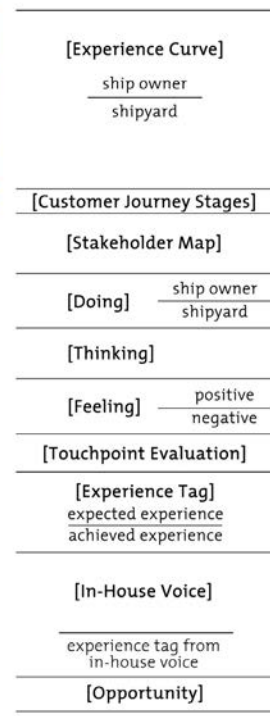 [Experience Curve]
ship owner
shipyard
[Customer Journey Stages]
[Stakeholder Map]
[Doing]
ship owner
shipyard
[Thinking]
[Feeling]
positive
negative
[Touchpoint Evaluation]
[Experience Tag]
expected experience
achieved experience
[In-House Voice]
experience tag from
in-house voice
[Opportunity]